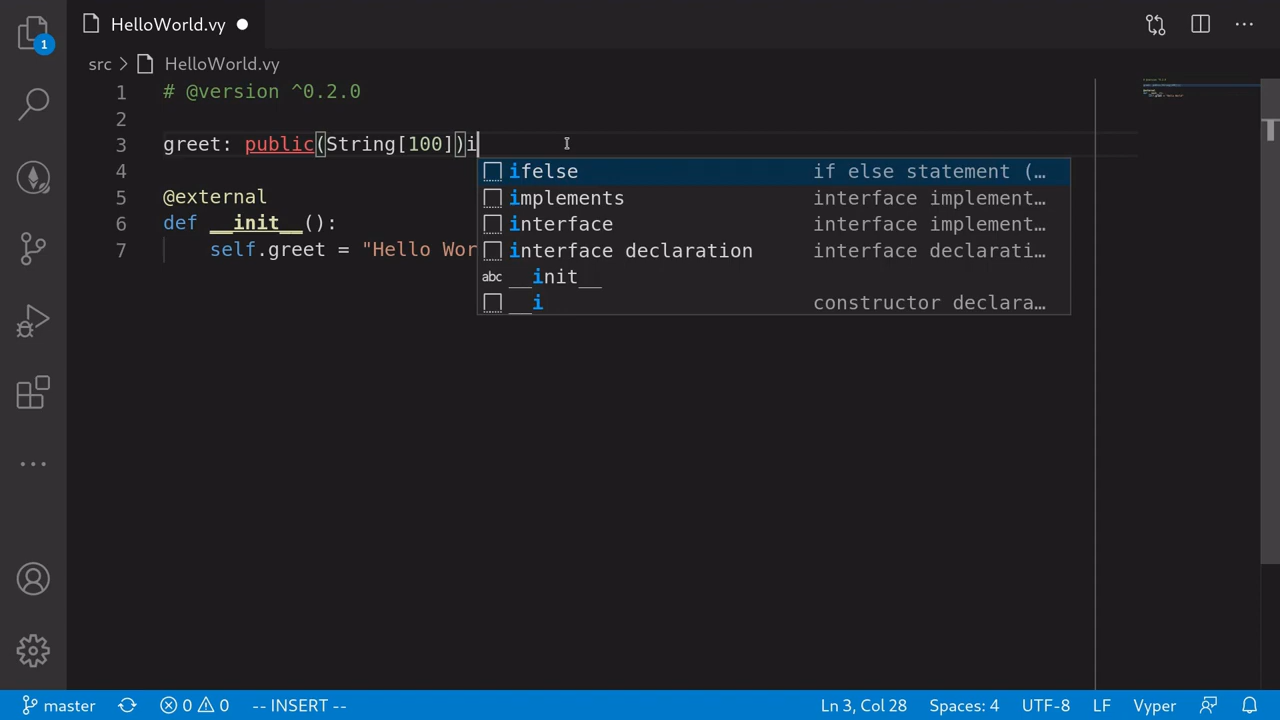 HelloWorld.vy
1
src > HelloWorld.vy
1 # @version ^0.2.0
2
3 greet: public(String[100])i
4
5 @external
6 def __init__():
7 self.greet = "Hello Wor
ifelse if else statement (…
implements interface implement…
interface interface implement…
interface declaration interface declarati…
abc __init__
__i constructor declara…
master 0 0 -- INSERT -- Ln 3, Col 28 Spaces: 4 UTF-8 LF Vyper